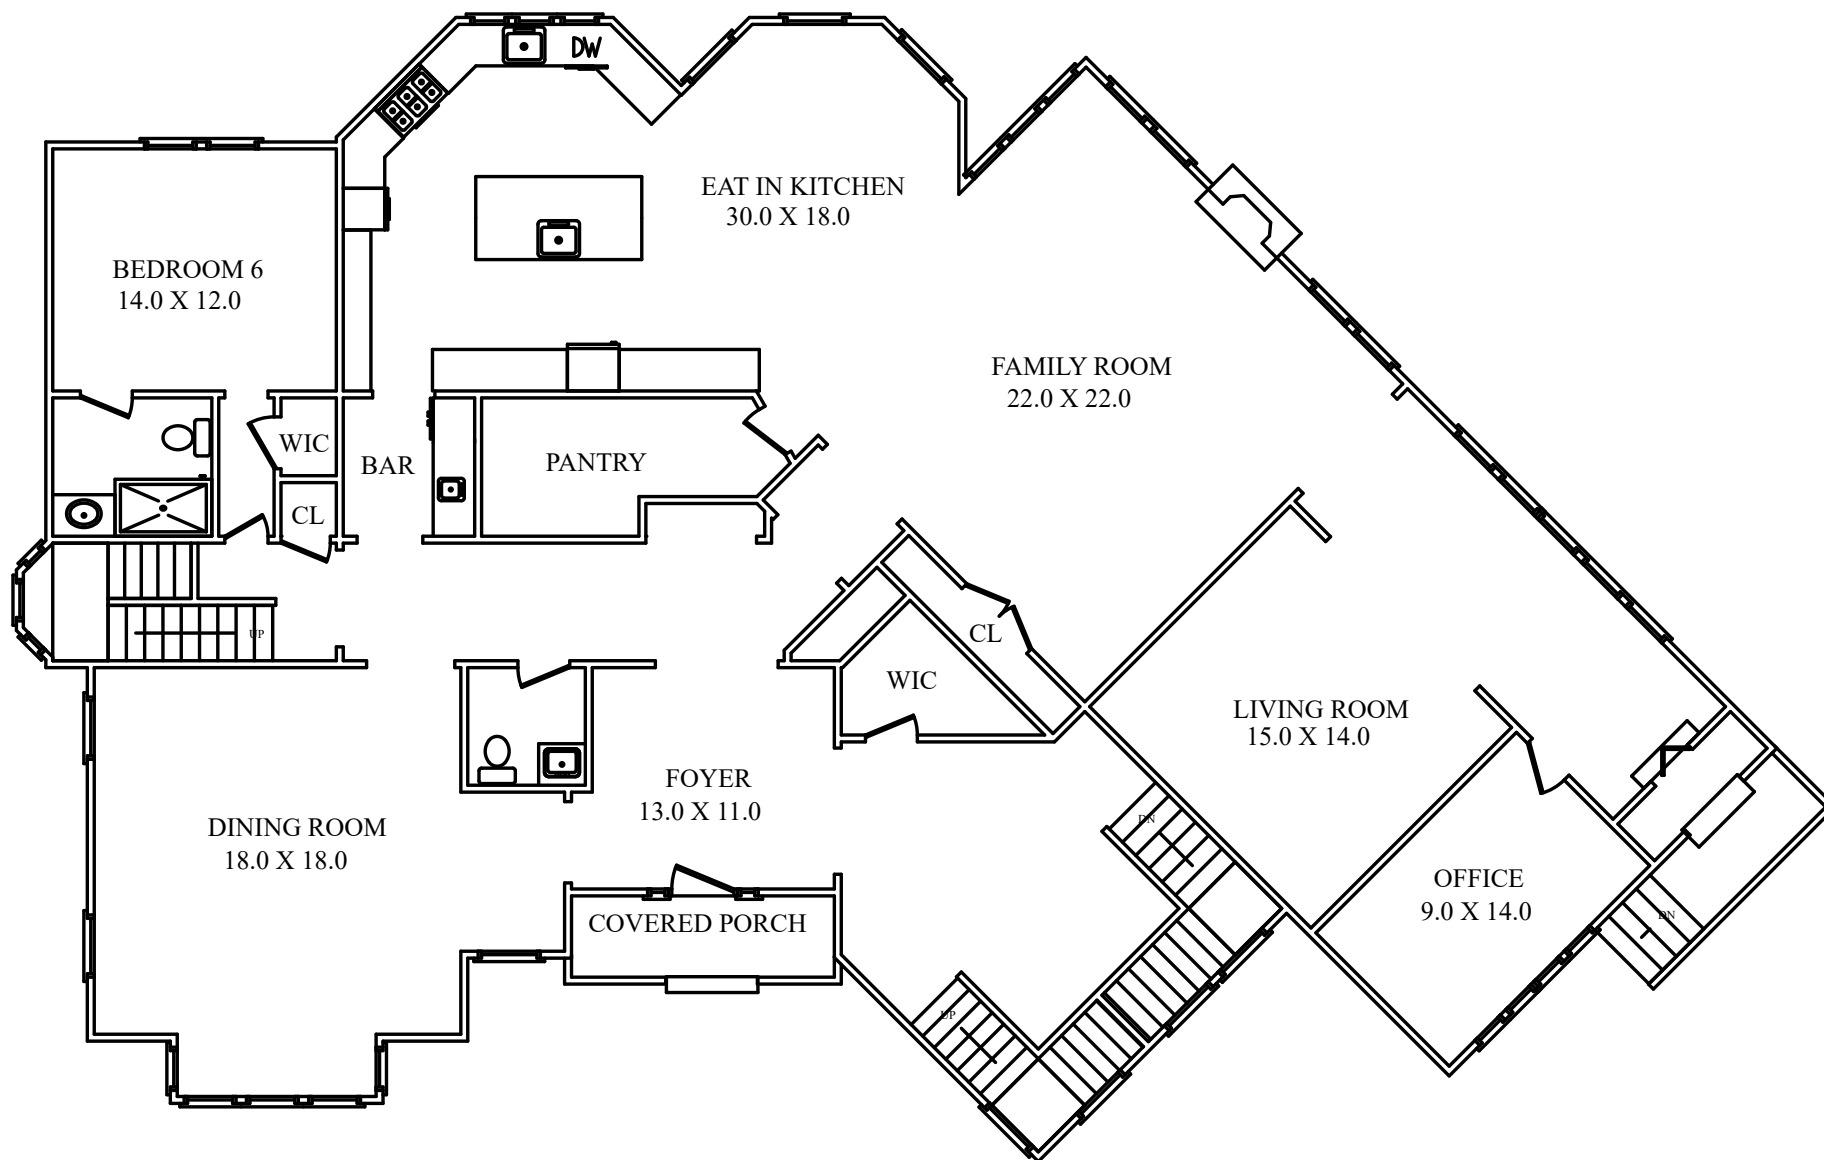 DW
EAT IN KITCHEN
30.0 X 18.0
BEDROOM 6
14.0 X 12.0
FAMILY ROOM
22.0 X 22.0
WIC
BAR
PANTRY
CL
UP
CL
WIC
LIVING ROOM
15.0 X 14.0
FOYER
13.0 X 11.0
DINING ROOM
18.0 X 18.0
DN
OFFICE
9.0 X 14.0
DN
COVERED PORCH
UP